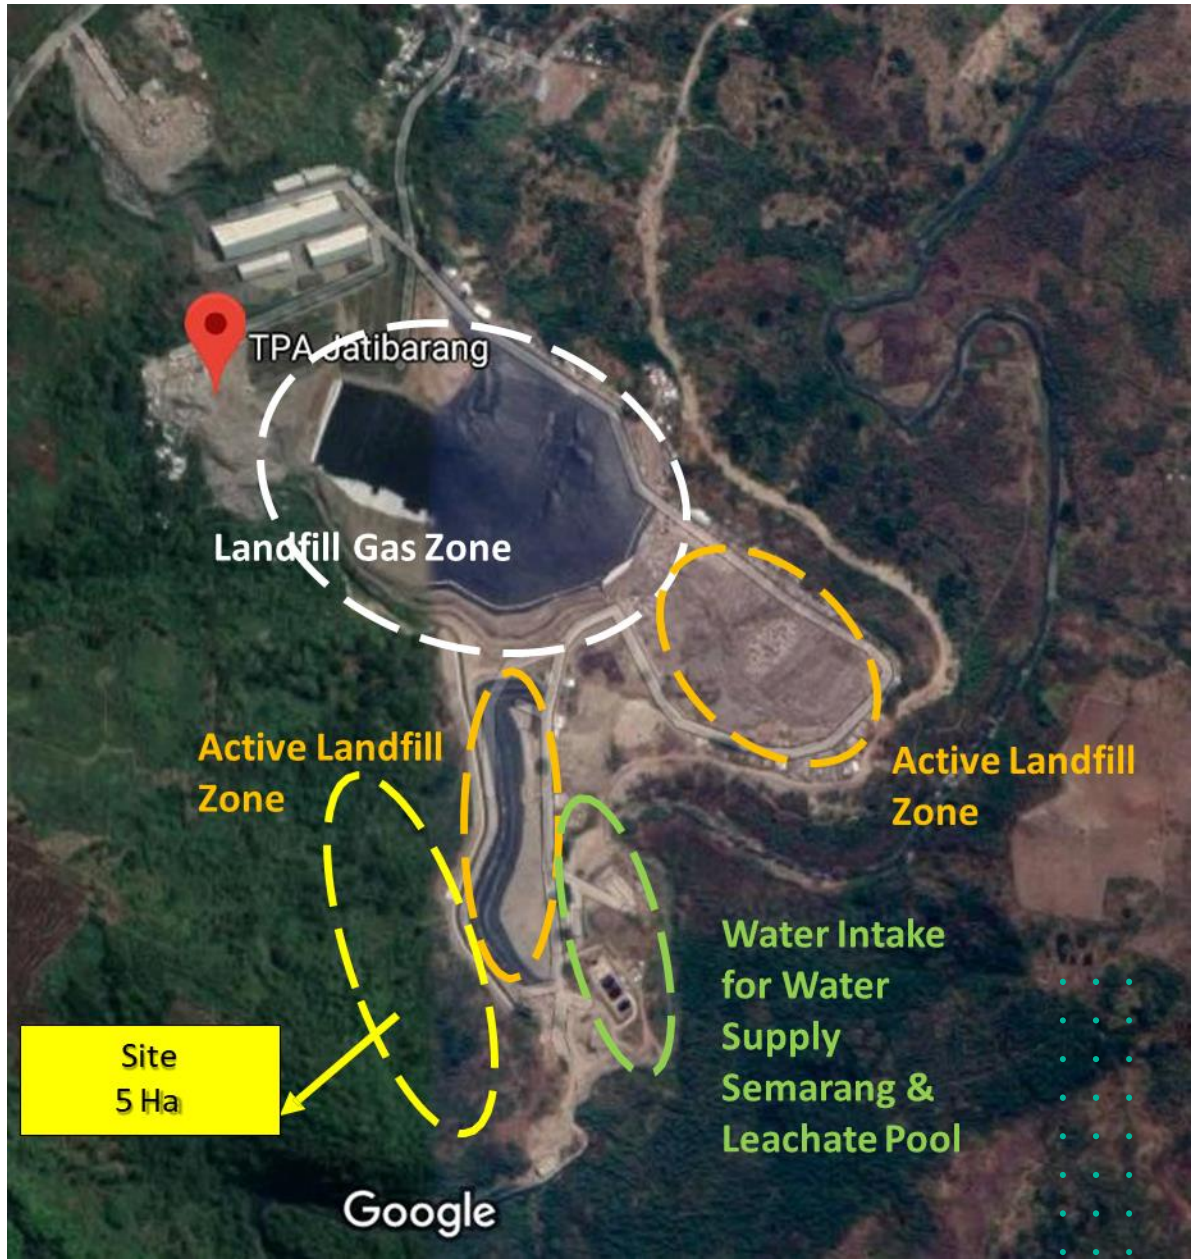 TPA Jatibarang
Landfill Gas Zone
Active Landfill
Zone
Active Landfill
Zone
Water Intake
for Water
Supply
Semarang &
Leachate Pool
Site
5 Ha
Google